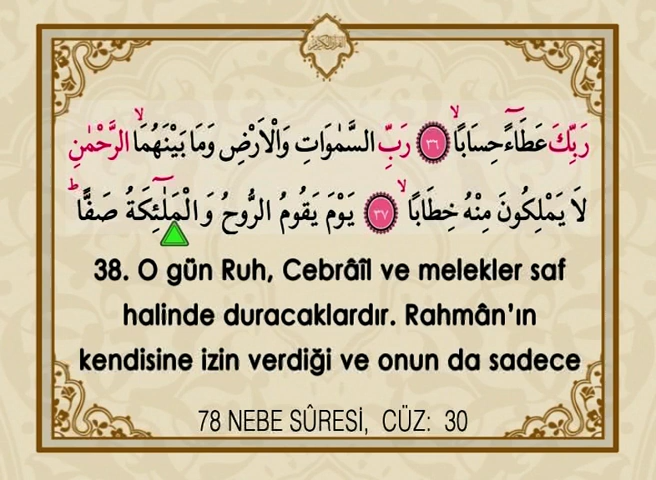 رَبِّكَ عَطَٓاءً حِسَابًاۙ ﴿٣٦﴾ رَبِّ السَّمٰوَاتِ وَالْاَرْضِ وَمَا بَيْنَهُمَاۙ الرَّحْمٰنِ
لَا يَمْلِكُونَ مِنْهُ خِطَابًاۙ ﴿٣٧﴾ يَوْمَ يَقُومُ الرُّوحُ وَالْمَلٰٓئِكَةُ صَفًّاۜ
38. O gün Ruh, Cebrâîl ve melekler saf
halinde duracaklardır. Rahmân’ın
kendisine izin verdiği ve onun da sadece
78 NEBE SÛRESİ, CÜZ: 30